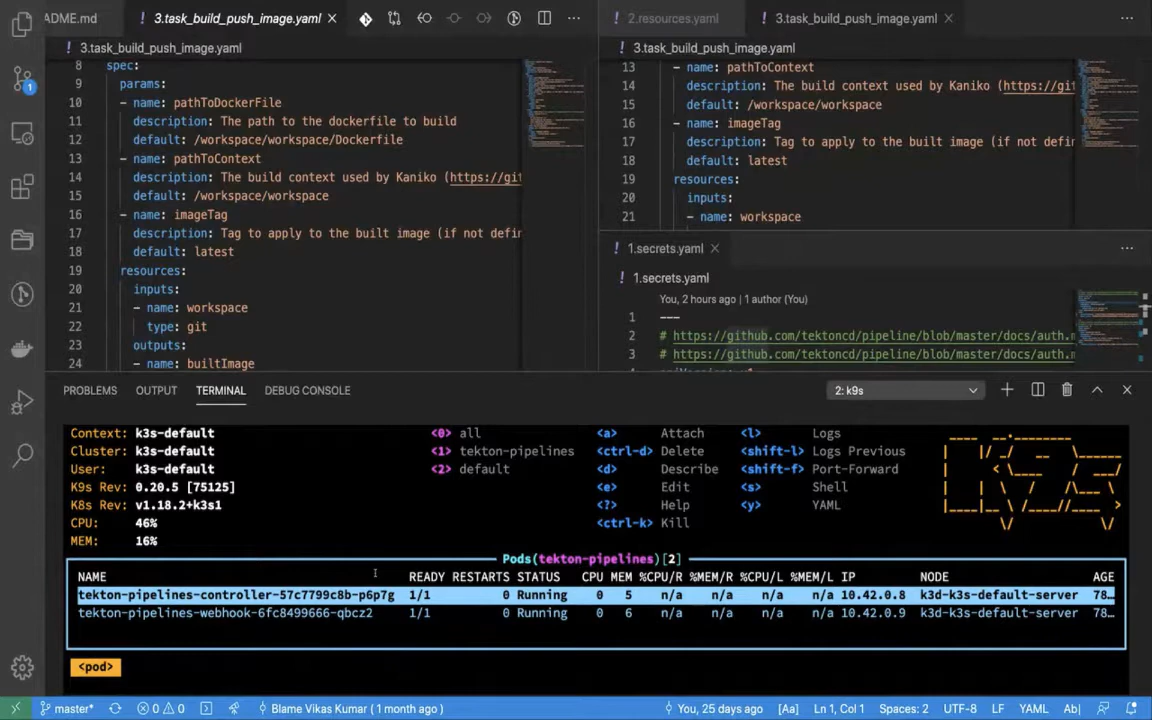 ADME.md
! 3.task_build_push_image.yaml ×
! 3.task_build_push_image.yaml
8 spec:
9 params:
10 - name: pathToDockerFile
11 description: The path to the dockerfile to build
12 default: /workspace/workspace/Dockerfile
13 - name: pathToContext
14 description: The build context used by Kaniko (https://git
15 default: /workspace/workspace
16 - name: imageTag
17 description: Tag to apply to the built image (if not defin
18 default: latest
19 resources:
20 inputs:
21 - name: workspace
22 type: git
23 outputs:
24 - name: builtImage
! 2.resources.yaml
! 3.task_build_push_image.yaml ×
! 3.task_build_push_image.yaml
13 - name: pathToContext
14 description: The build context used by Kaniko (https://git
15 default: /workspace/workspace
16 - name: imageTag
17 description: Tag to apply to the built image (if not defin
18 default: latest
19 resources:
20 inputs:
21 - name: workspace
! 1.secrets.yaml ×
! 1.secrets.yaml
You, 2 hours ago | 1 author (You)
1 ---
2 # https://github.com/tektoncd/pipeline/blob/master/docs/auth.m
3 # https://github.com/tektoncd/pipeline/blob/master/docs/auth.m
1
PROBLEMS OUTPUT TERMINAL DEBUG CONSOLE
2: k9s
Context: k3s-default <0> all <a> Attach <l> Logs
Cluster: k3s-default <1> tekton-pipelines <ctrl-d> Delete <shift-l> Logs Previous
User: k3s-default <2> default <d> Describe <shift-f> Port-Forward
K9s Rev: 0.20.5 [75125] <e> Edit <s> Shell
K8s Rev: v1.18.2+k3s1 <?> Help <y> YAML
CPU: 46% <ctrl-k> Kill
MEM: 16%
Pods(tekton-pipelines)[2]
NAME READY RESTARTS STATUS CPU MEM %CPU/R %MEM/R %CPU/L %MEM/L IP NODE AGE
tekton-pipelines-controller-57c7799c8b-p6p7g 1/1 0 Running 0 5 n/a n/a n/a n/a 10.42.0.8 k3d-k3s-default-server 78…
tekton-pipelines-webhook-6fc8499666-qbcz2 1/1 0 Running 0 6 n/a n/a n/a n/a 10.42.0.9 k3d-k3s-default-server 78…
<pod>
master* 0 0 Blame Vikas Kumar ( 1 month ago ) You, 25 days ago [Aa] Ln 1, Col 1 Spaces: 2 UTF-8 LF YAML Ab|